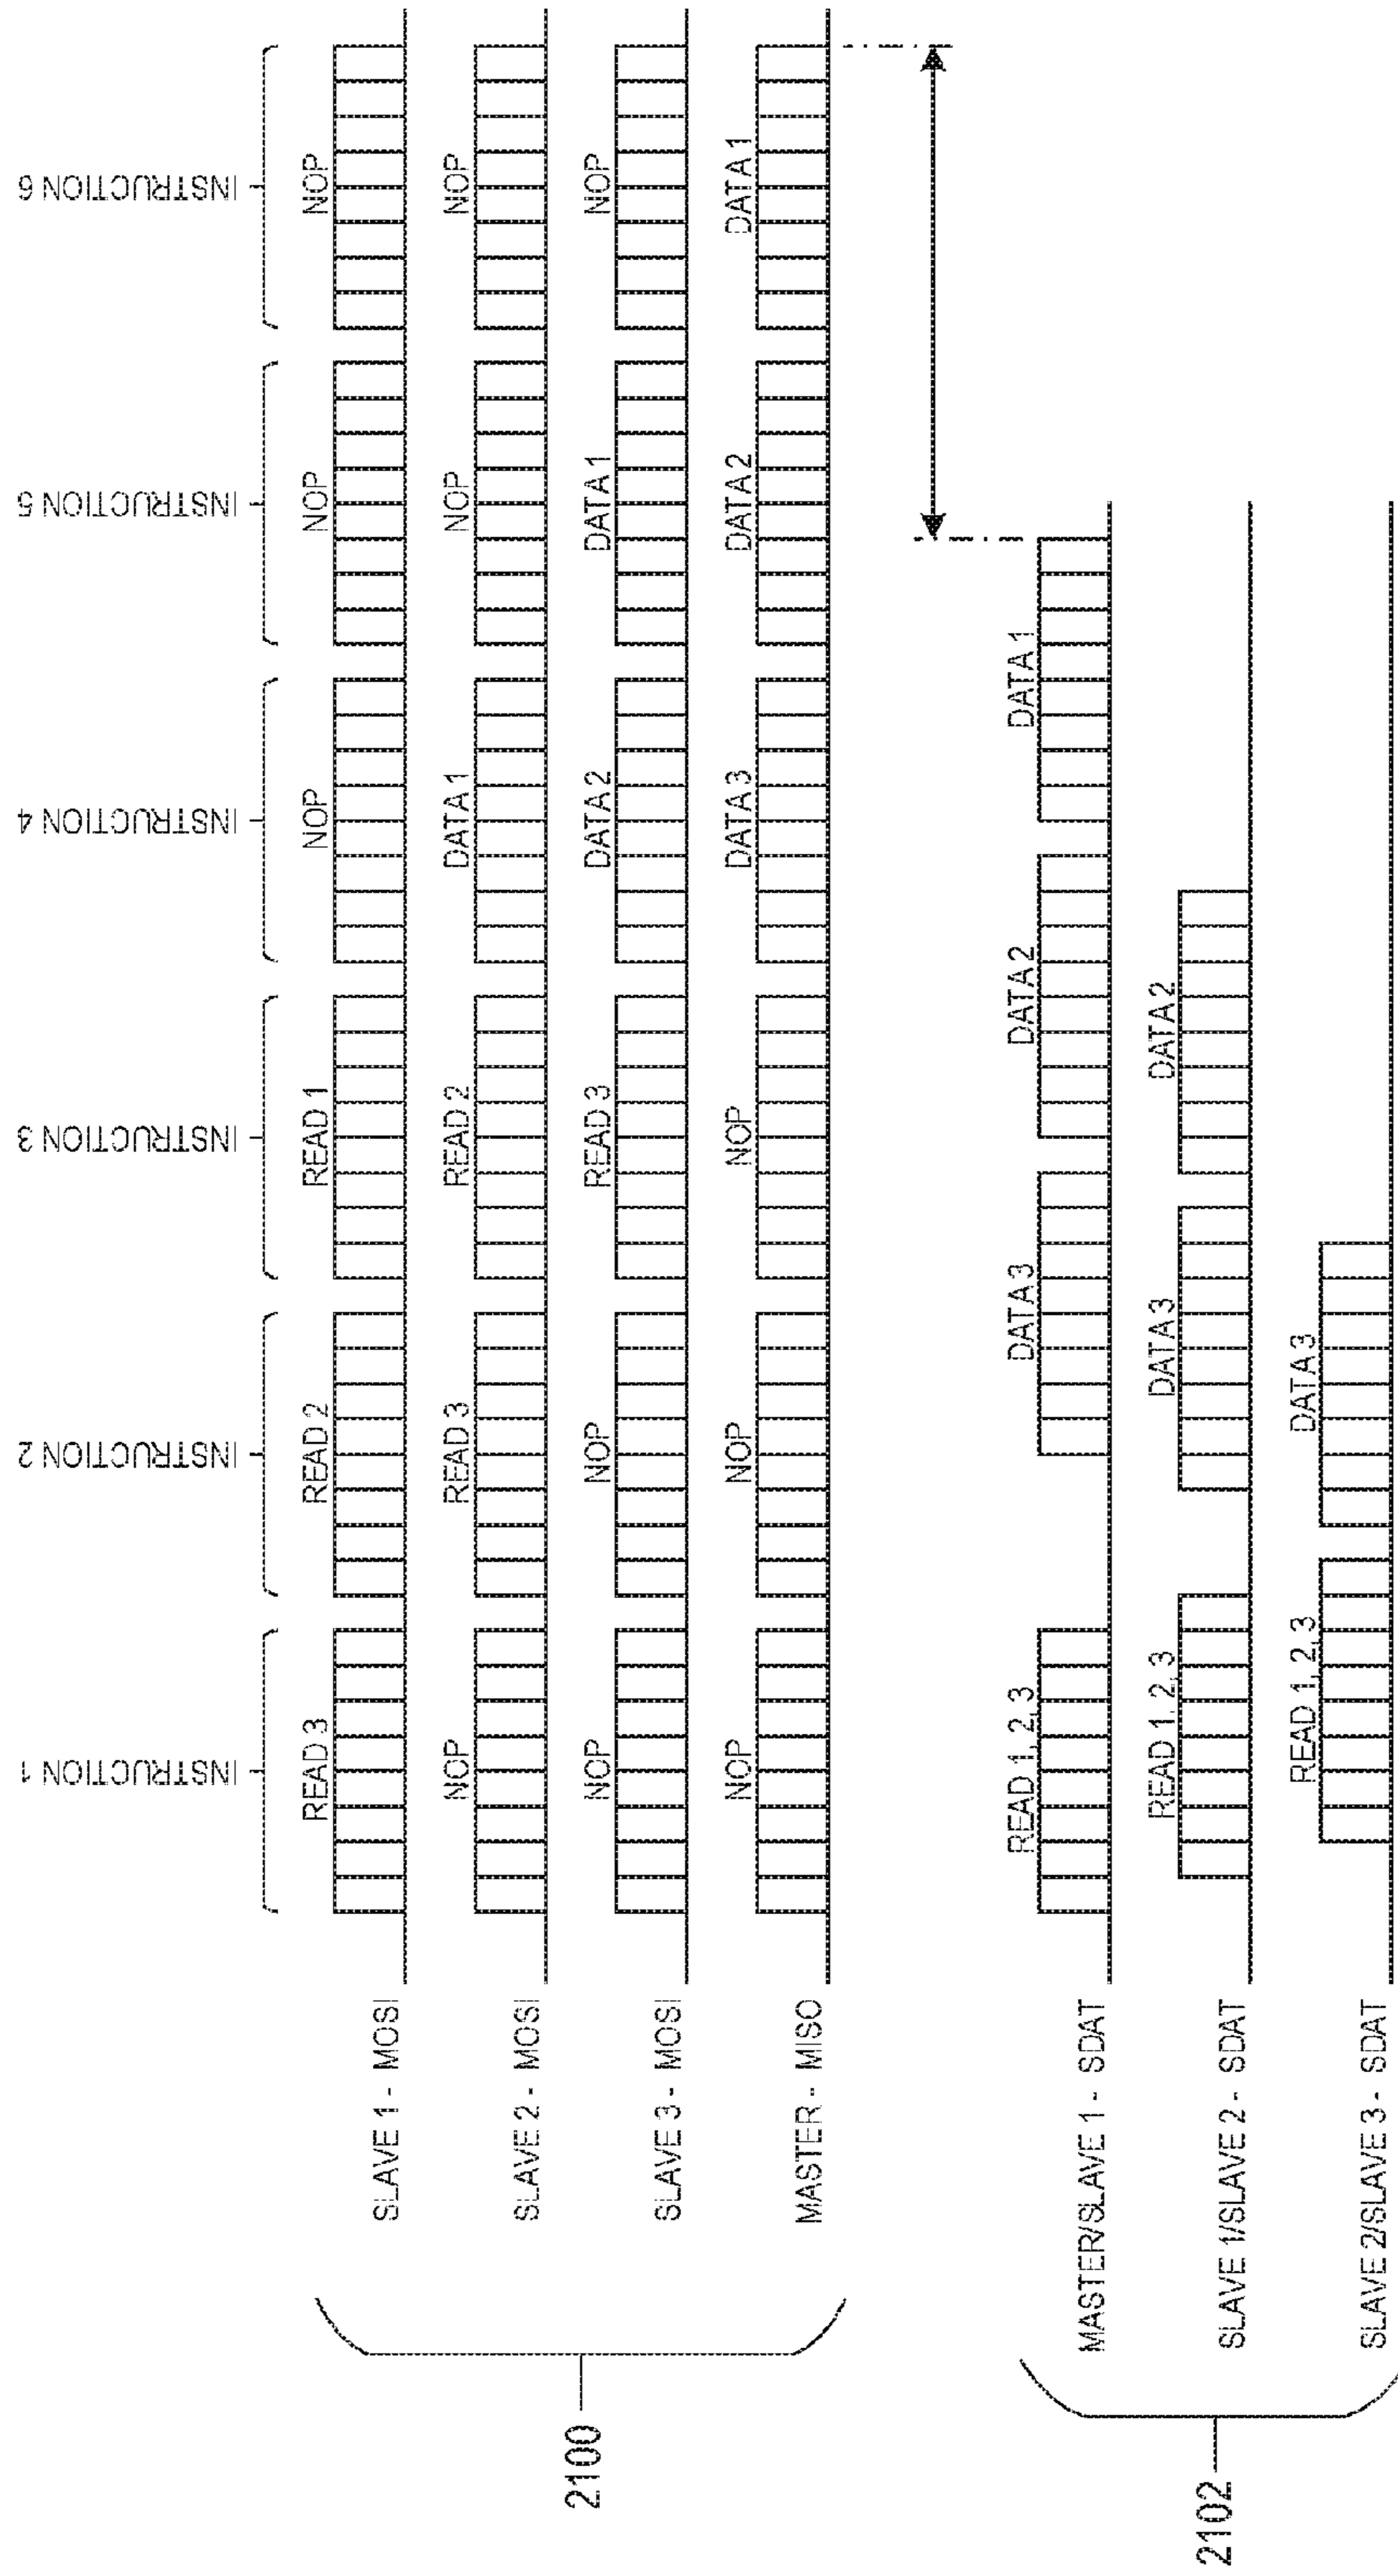 INSTRUCTION 1 INSTRUCTION 2 INSTRUCTION 3 INSTRUCTION 4 INSTRUCTION 5 INSTRUCTION 6
SLAVE 1 - MOSI READ 3 READ 2 READ 1 NOP NOP NOP
SLAVE 2 - MOSI NOP READ 3 READ 2 DATA 1 NOP NOP
SLAVE 3 - MOSI NOP NOP READ 3 DATA 2 DATA 1 NOP
MASTER - MISO NOP NOP NOP DATA 3 DATA 2 DATA 1
2100
MASTER/SLAVE 1 - SDAT READ 1, 2, 3 DATA 3 DATA 2 DATA 1
SLAVE 1/SLAVE 2 - SDAT READ 1, 2, 3 DATA 3 DATA 2
SLAVE 2/SLAVE 3 - SDAT READ 1, 2, 3 DATA 3
2102